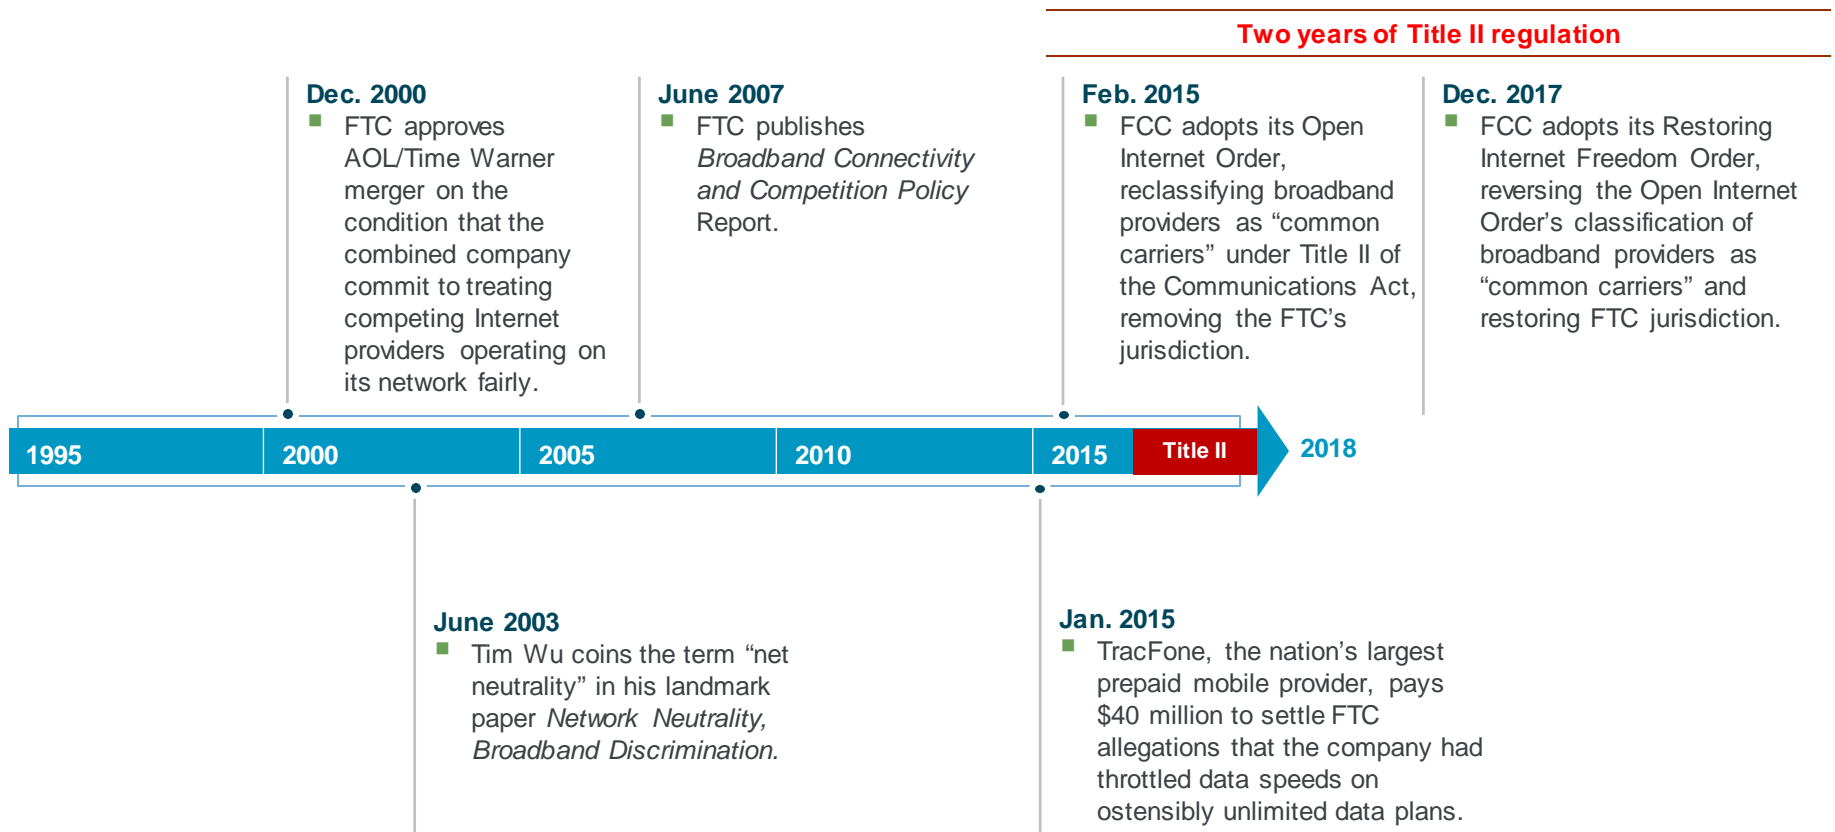 Two years of Title II regulation
Dec. 2000
FTC approves
AOL/Time Warner
merger on the
condition that the
combined company
commit to treating
competing Internet
providers operating on
its network fairly.
June 2007
FTC publishes
Broadband Connectivity
and Competition Policy
Report.
Feb. 2015
FCC adopts its Open
Internet Order,
reclassifying broadband
providers as “common
carriers” under Title II of
the Communications Act,
removing the FTC’s
jurisdiction.
Dec. 2017
FCC adopts its Restoring
Internet Freedom Order,
reversing the Open Internet
Order’s classification of
broadband providers as
“common carriers” and
restoring FTC jurisdiction.
1995 2000 2005 2010 2015 Title II 2018
June 2003
Tim Wu coins the term “net
neutrality” in his landmark
paper Network Neutrality,
Broadband Discrimination.
Jan. 2015
TracFone, the nation’s largest
prepaid mobile provider, pays
$40 million to settle FTC
allegations that the company had
throttled data speeds on
ostensibly unlimited data plans.